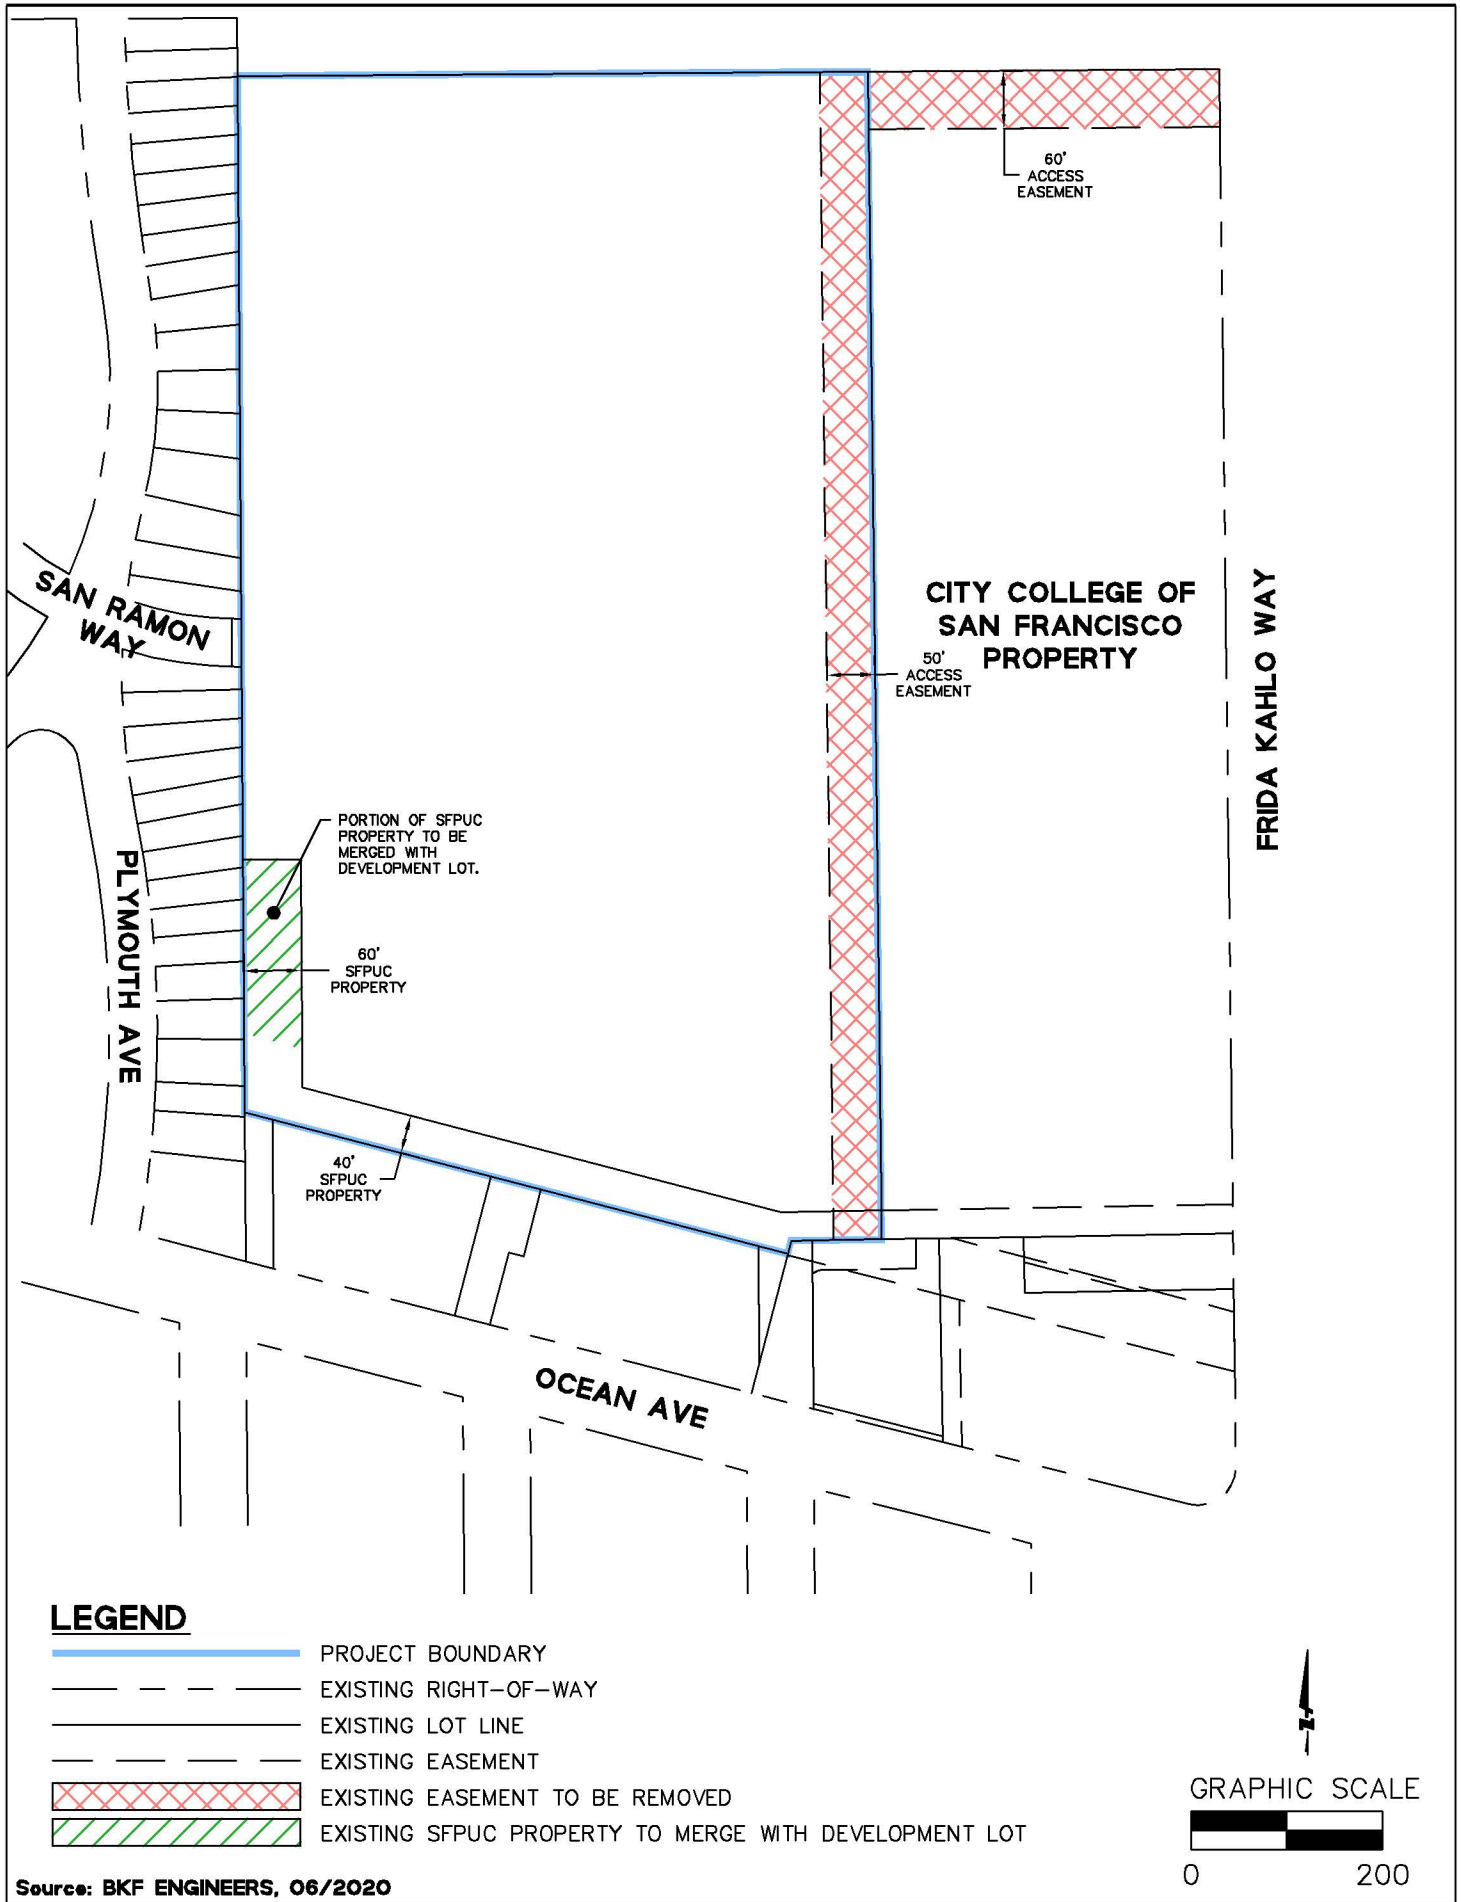 60'
ACCESS
EASEMENT
SAN RAMON
WAY
CITY COLLEGE OF
SAN FRANCISCO
PROPERTY
50'
ACCESS
EASEMENT
FRIDA KAHLO WAY
PORTION OF SFPUC
PROPERTY TO BE
MERGED WITH
DEVELOPMENT LOT.
PLYMOUTH AVE
60'
SFPUC
PROPERTY
40'
SFPUC
PROPERTY
OCEAN AVE
LEGEND
PROJECT BOUNDARY
EXISTING RIGHT-OF-WAY
EXISTING LOT LINE
EXISTING EASEMENT
EXISTING EASEMENT TO BE REMOVED
EXISTING SFPUC PROPERTY TO MERGE WITH DEVELOPMENT LOT
Z
GRAPHIC SCALE
0 200
Source: BKF ENGINEERS, 06/2020